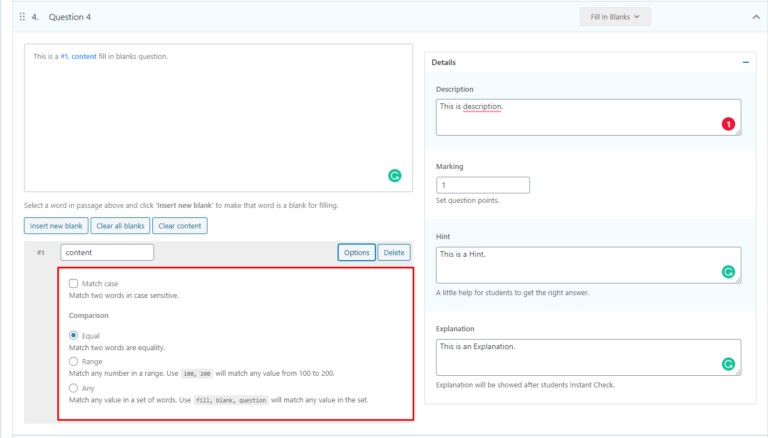 4. Question 4
Fill In Blanks
This is a #1. content fill in blanks question.
Select a word in passage above and click 'Insert new blank' to make that word is a blank for filling.
Insert new blank Clear all blanks Clear content
#1 content Options Delete
Match case
Match two words in case sensitive.
Comparison
Equal
Match two words are equality.
Range
Match any number in a range. Use 100, 200 will match any value from 100 to 200.
Any
Match any value in a set of words. Use fill, blank, question will match any value in the set.
Details
Description
This is description.
1
Marking
1
Set question points.
Hint
This is a Hint.
A little help for students to get the right answer.
Explanation
This is an Explanation.
Explanation will be showed after students Instant Check.